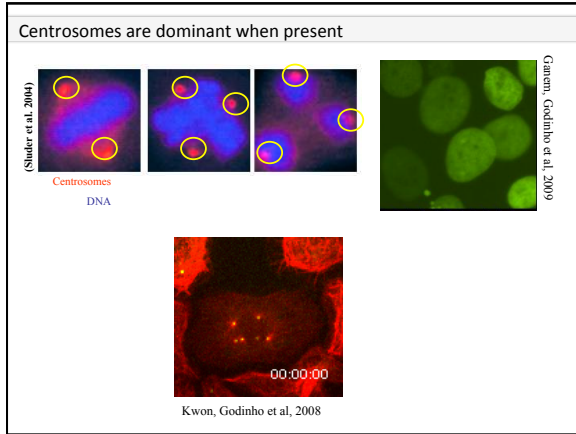 Centrosomes are dominant when present
(Sluder et al. 2004)
Centrosomes
DNA
Ganem, Godinho et al, 2009
00:00:00
Kwon, Godinho et al, 2008